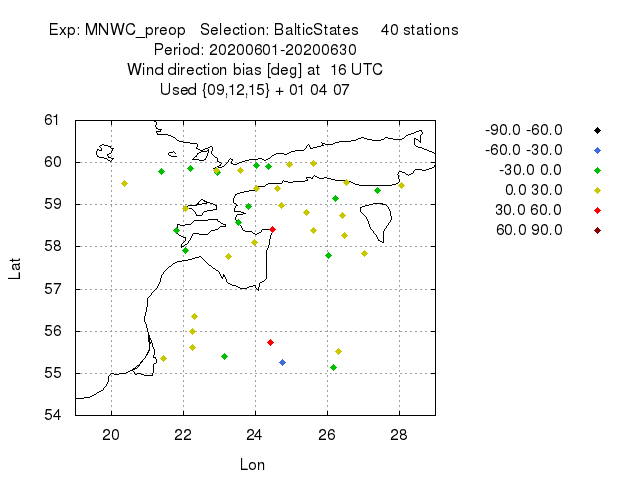 Exp: MNWC_preop   Selection: BalticStates     40 stations
Period: 20200601-20200630
Wind direction bias [deg] at  16 UTC
Used {09,12,15} + 01 04 07
61
60
59
58
57
56
55
54
Lat
20 22 24 26 28
Lon
-90.0 -60.0
-60.0 -30.0
-30.0 0.0
0.0 30.0
30.0 60.0
60.0 90.0